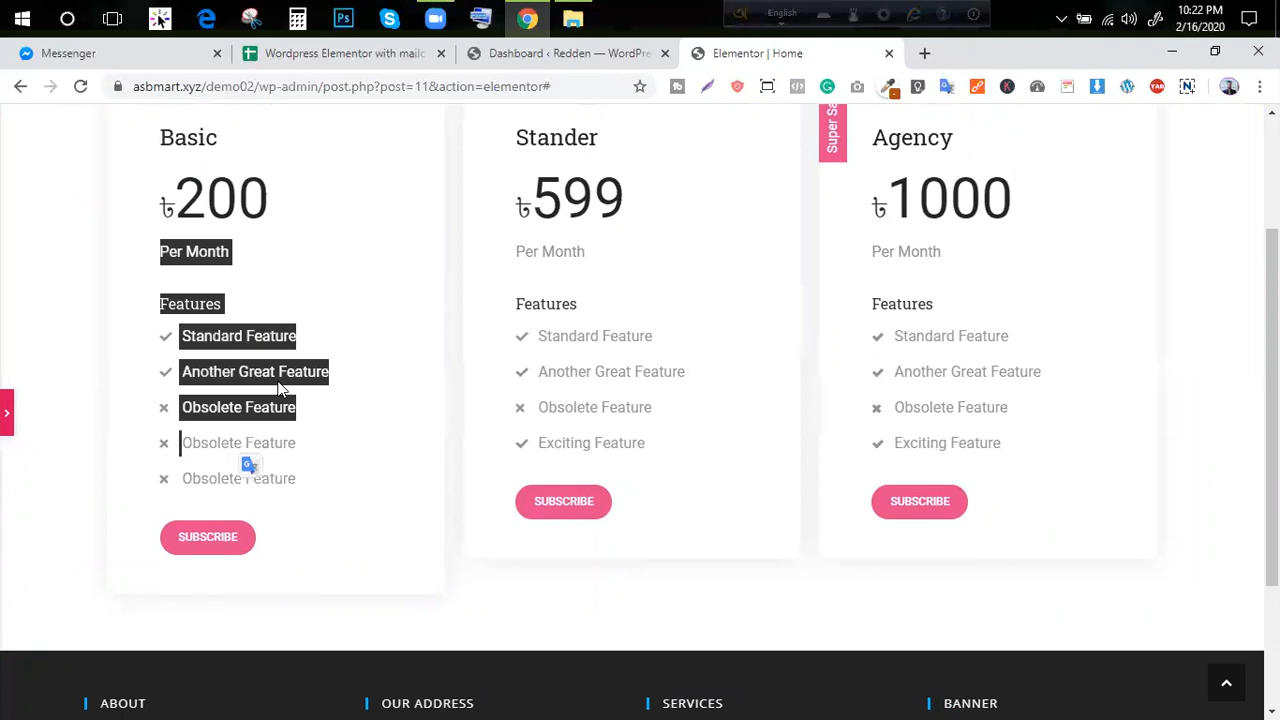 10:22 PM
English
2/16/2020
Messenger
Wordpress Elementor with mailc
Dashboard ‹ Redden — WordPre
Elementor | Home
asbmart.xyz/demo02/wp-admin/post.php?post=11&action=elementor#
Basic
৳200
Per Month
Features
Standard Feature
Another Great Feature
Obsolete Feature
Obsolete Feature
Obsolete Feature
SUBSCRIBE
Stander
৳599
Per Month
Features
Standard Feature
Another Great Feature
Obsolete Feature
Exciting Feature
SUBSCRIBE
Super Sa
Agency
৳1000
Per Month
Features
Standard Feature
Another Great Feature
Obsolete Feature
Exciting Feature
SUBSCRIBE
ABOUT
OUR ADDRESS
SERVICES
BANNER